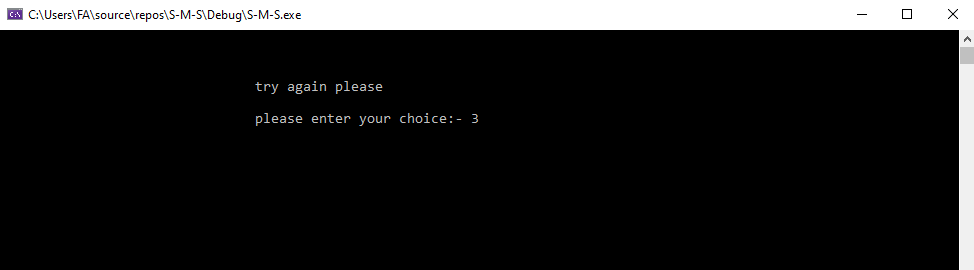 C:\Users\FA\source\repos\S-M-S\Debug\S-M-S.exe
try again please
please enter your choice:- 3